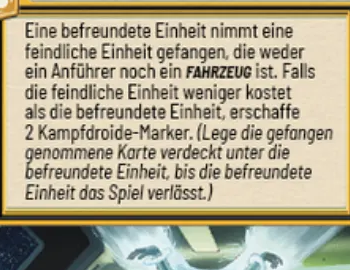 Eine befreundete Einheit nimmt eine
feindliche Einheit gefangen, die weder
ein Anführer noch ein FAHRZEUG ist. Falls
die feindliche Einheit weniger kostet
als die befreundete Einheit, erschaffe
2 Kampfdroide-Marker. (Lege die gefangen
genommene Karte verdeckt unter die
befreundete Einheit, bis die befreundete
Einheit das Spiel verlässt.)